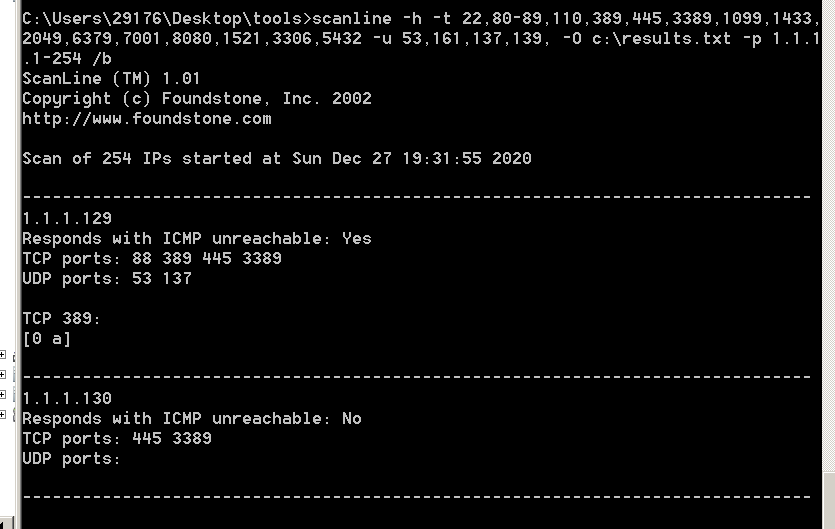 C:\Users\29176\Desktop\tools>scanline -h -t 22,80-89,110,389,445,3389,1099,1433,
2049,6379,7001,8080,1521,3306,5432 -u 53,161,137,139, -O c:\results.txt -p 1.1.1
.1-254 /b
ScanLine (TM) 1.01
Copyright (c) Foundstone, Inc. 2002
http://www.foundstone.com
Scan of 254 IPs started at Sun Dec 27 19:31:55 2020
-------------------------------------------------------------------------------
1.1.1.129
Responds with ICMP unreachable: Yes
TCP ports: 88 389 445 3389
UDP ports: 53 137
TCP 389:
[0 a]
-------------------------------------------------------------------------------
1.1.1.130
Responds with ICMP unreachable: No
TCP ports: 445 3389
UDP ports:
-------------------------------------------------------------------------------